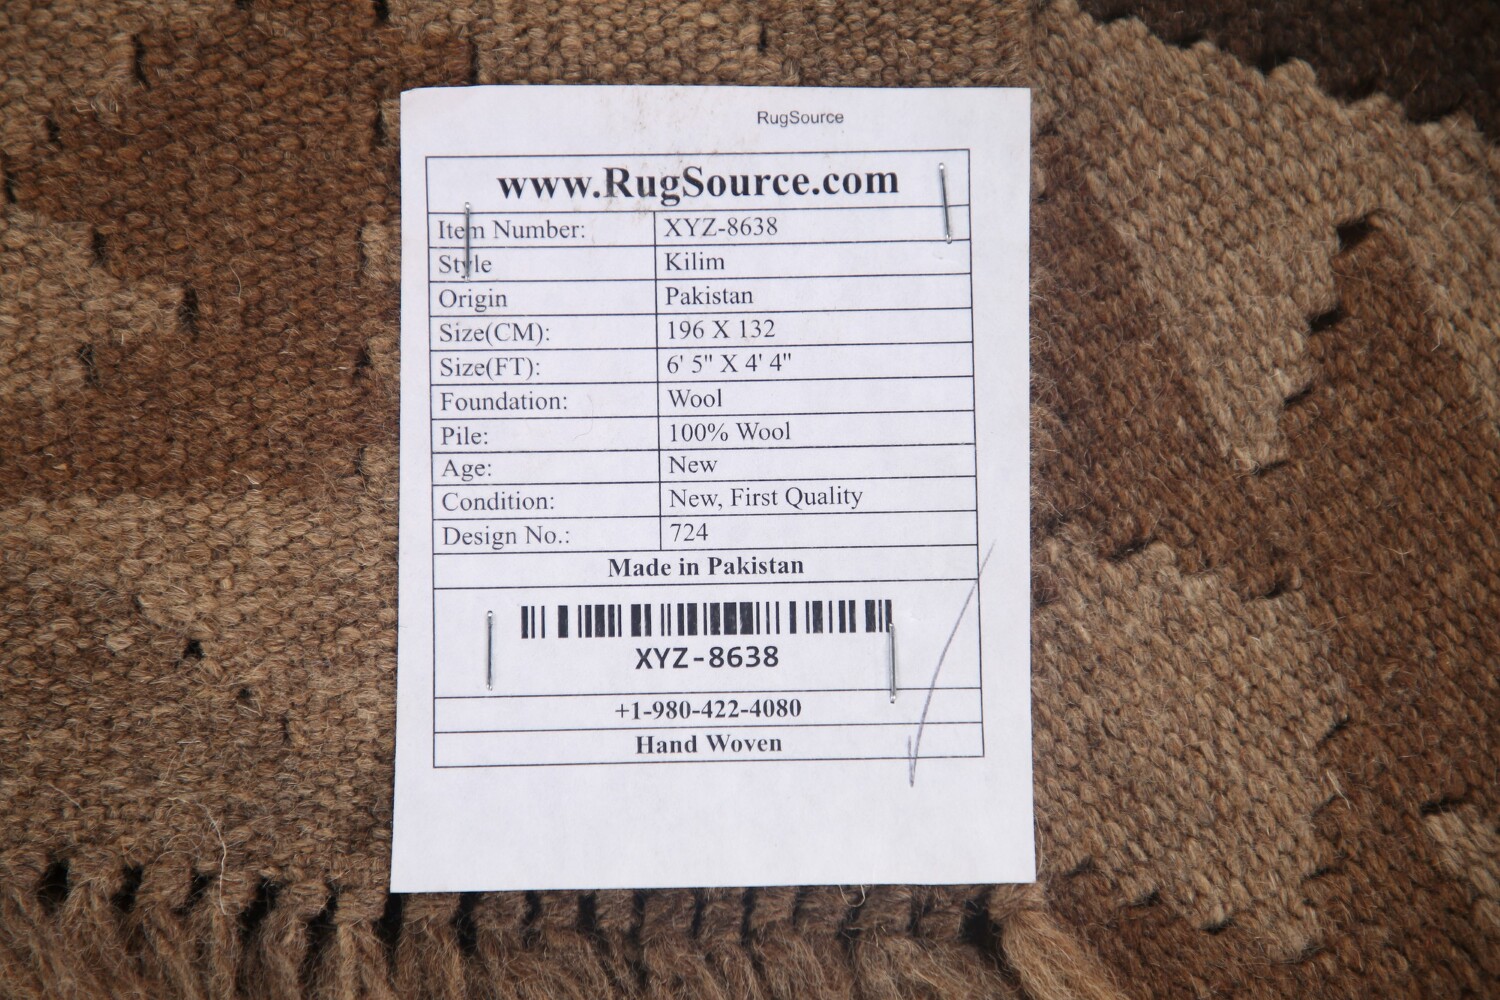 RugSource
www.RugSource.com
Item Number: XYZ-8638
Style Kilim
Origin Pakistan
Size(CM): 196 X 132
Size(FT): 6' 5" X 4' 4"
Foundation: Wool
Pile: 100% Wool
Age: New
Condition: New, First Quality
Design No.: 724
Made in Pakistan
XYZ-8638
+1-980-422-4080
Hand Woven